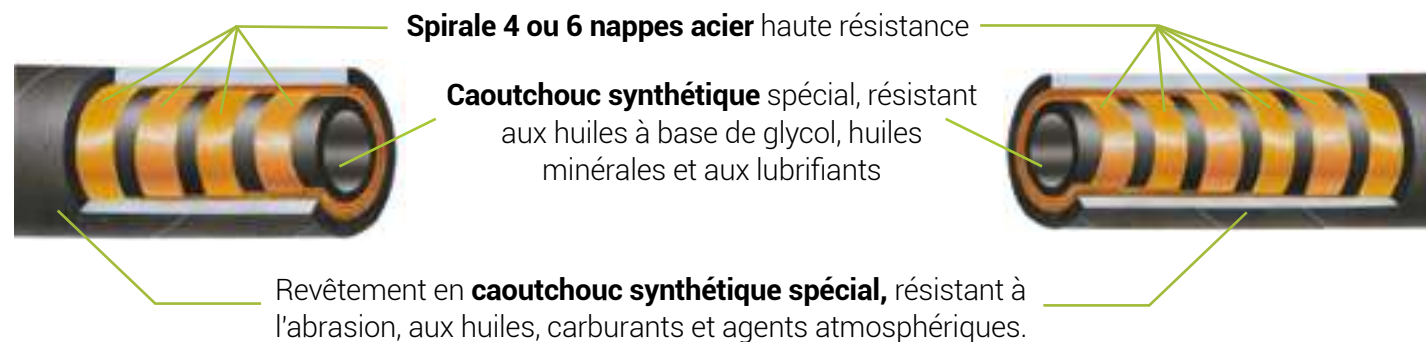 Spirale 4 ou 6 nappes acier haute résistance
Caoutchouc synthétique spécial, résistant
aux huiles à base de glycol, huiles
minérales et aux lubrifiants
Revêtement en caoutchouc synthétique spécial, résistant à
l'abrasion, aux huiles, carburants et agents atmosphériques.